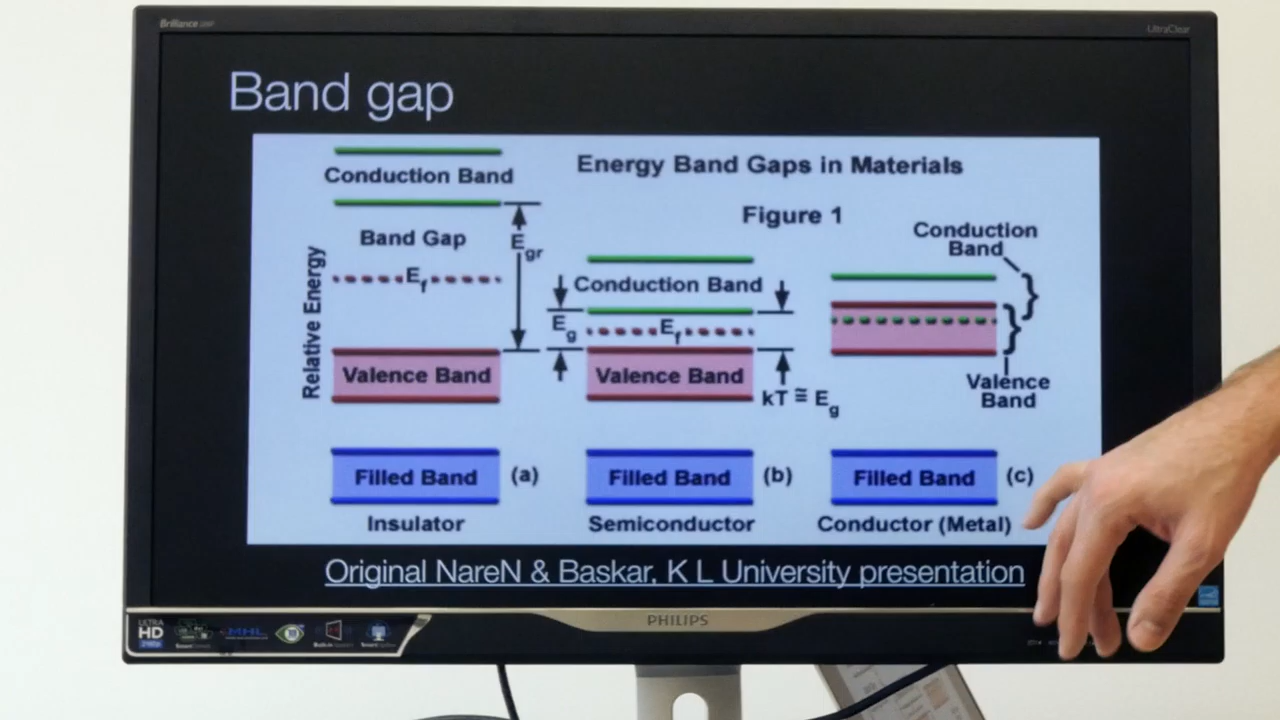 Brilliance
UltraClear
Band gap
Energy Band Gaps in Materials
Figure 1
Relative Energy
Conduction Band
Band Gap
Ef
Egr
Valence Band
Filled Band
(a)
Insulator
Conduction Band
Eg
Ef
Valence Band
kT ≅ Eg
Filled Band
(b)
Semiconductor
Conduction
Band
Valence
Band
Filled Band
(c)
Conductor (Metal)
Original NareN & Baskar, K L University presentation
PHILIPS
ULTRA
HD
MHL